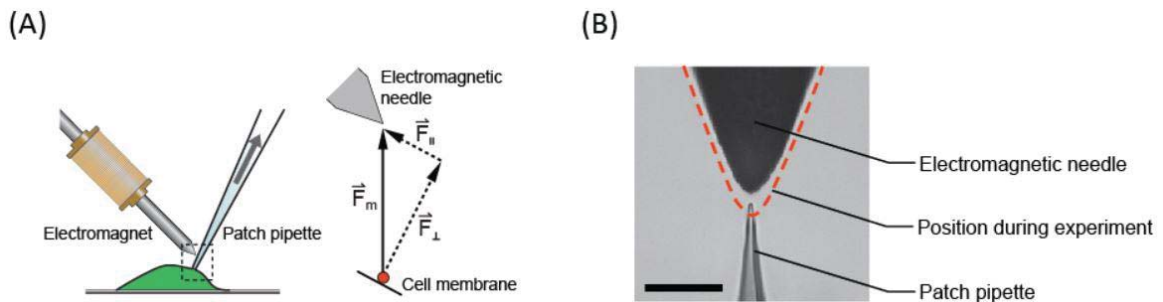 (A)
(B)
Electromagnetic
needle
F||
Fm
F⊥
Electromagnet
Patch pipette
Cell membrane
Electromagnetic needle
Position during experiment
Patch pipette